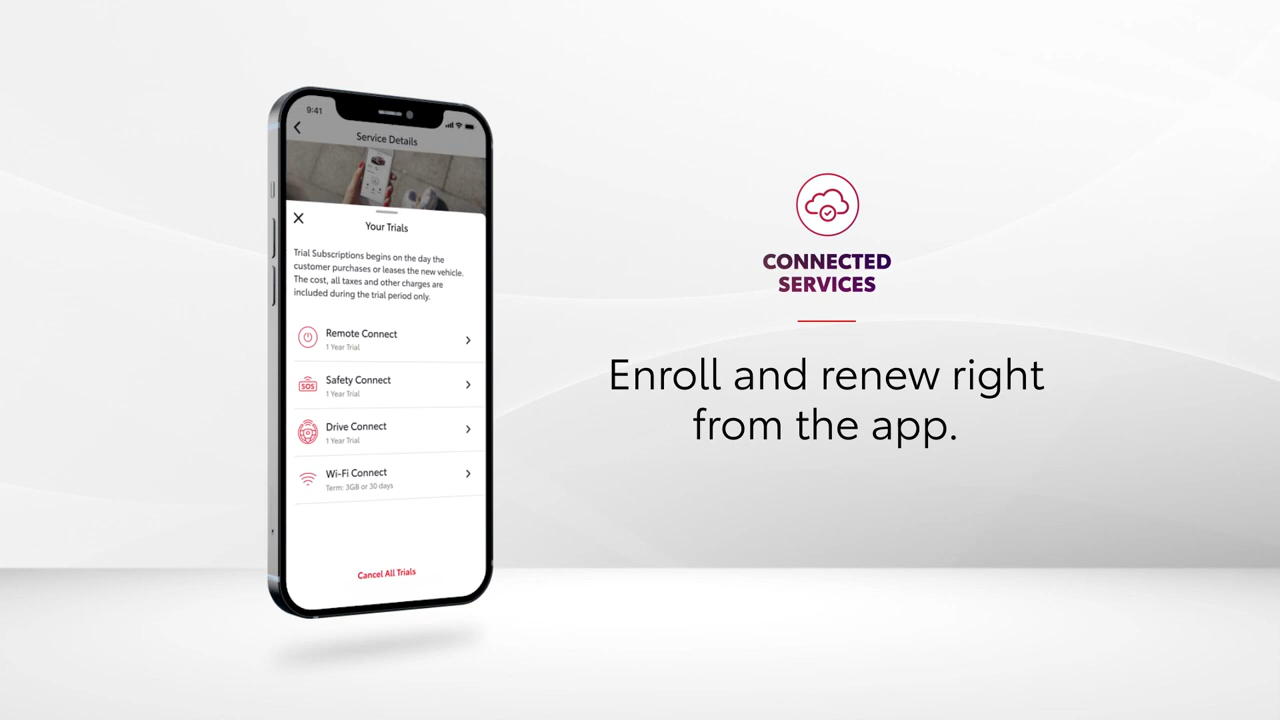 9:41
Service Details
Your Trials
Trial Subscriptions begins on the day the
customer purchases or leases the new vehicle.
The cost, all taxes and other charges are
included during the trial period only.
Remote Connect
1 Year Trial
SOS
Safety Connect
1 Year Trial
Drive Connect
1 Year Trial
Wi-Fi Connect
Term: 3GB or 30 days
Cancel All Trials
CONNECTED
SERVICES
Enroll and renew right
from the app.